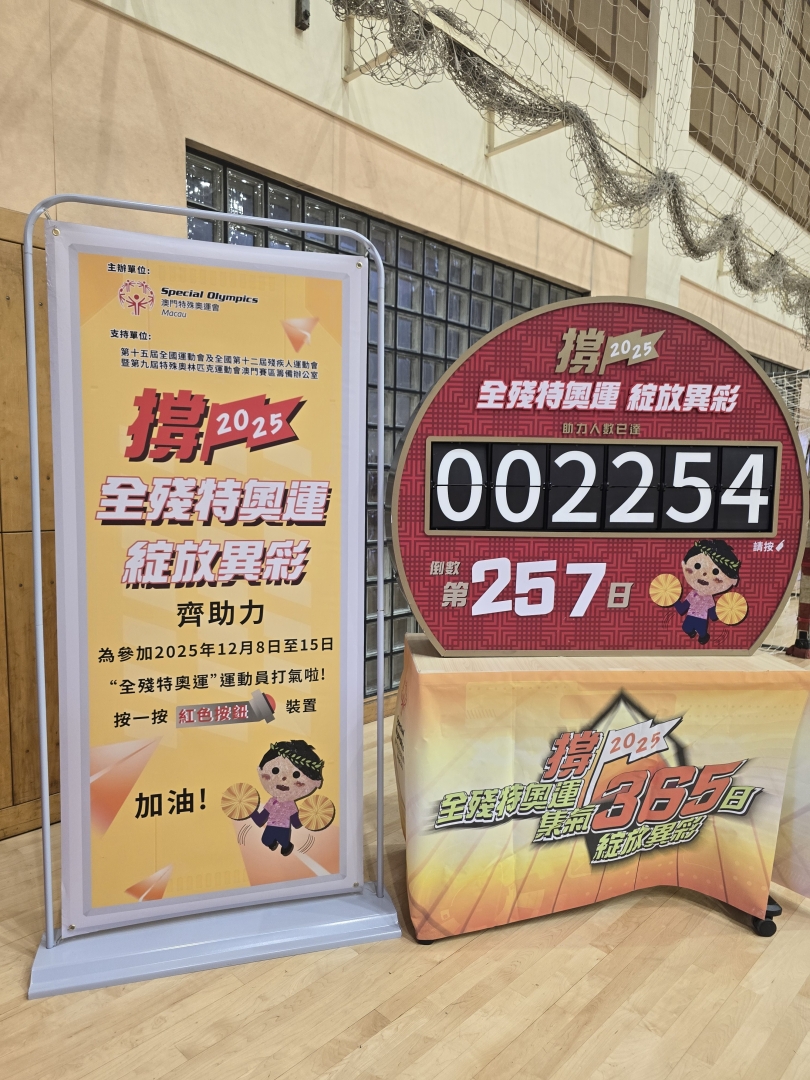 主辦單位:
Special Olympics
澳門特殊奧運會
Macau
支持單位:
第十五屆全國運動會及全國第十二屆殘疾人運動會
暨第九屆特殊奧林匹克運動會澳門賽區籌備辦公室
撐2025
全殘特奧運
綻放異彩
齊助力
為參加2025年12月8日至15日
“全殘特奧運”運動員打氣啦!
按一按 紅色按鈕 裝置
加油!
撐2025
全殘特奧運 綻放異彩
助力人數已達
002254
請按
倒數
第257日
撐2025
全殘特奧運
集氣365日
綻放異彩